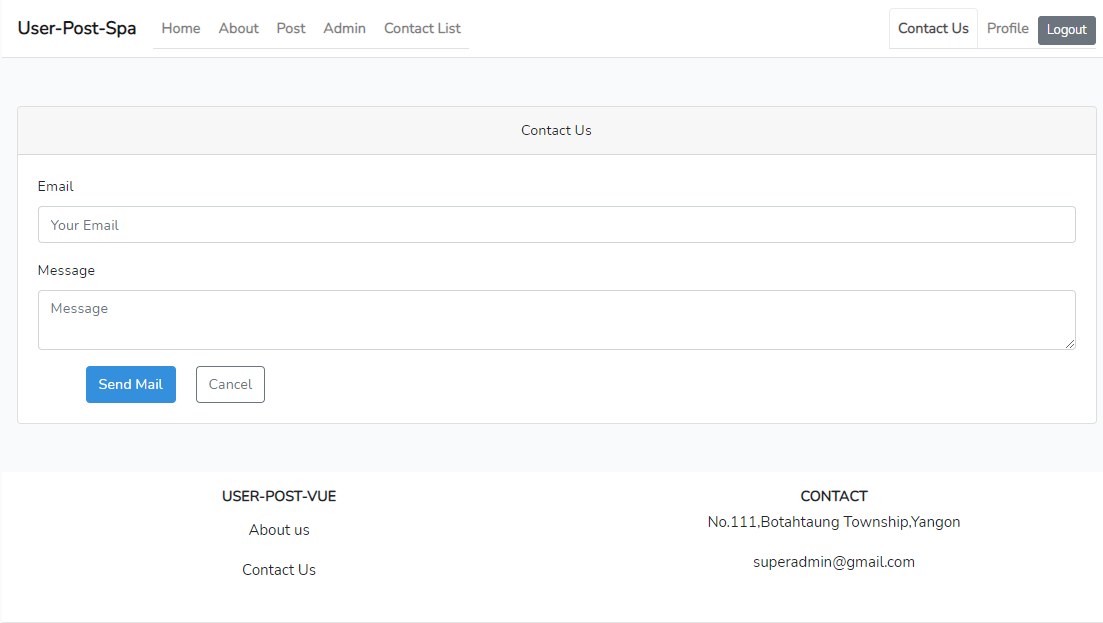 User-Post-Spa Home About Post Admin Contact List Contact Us Profile Logout
Contact Us
Email
Your Email
Message
Message
Send Mail Cancel
USER-POST-VUE
About us
Contact Us
CONTACT
No.111,Botahtaung Township,Yangon
superadmin@gmail.com